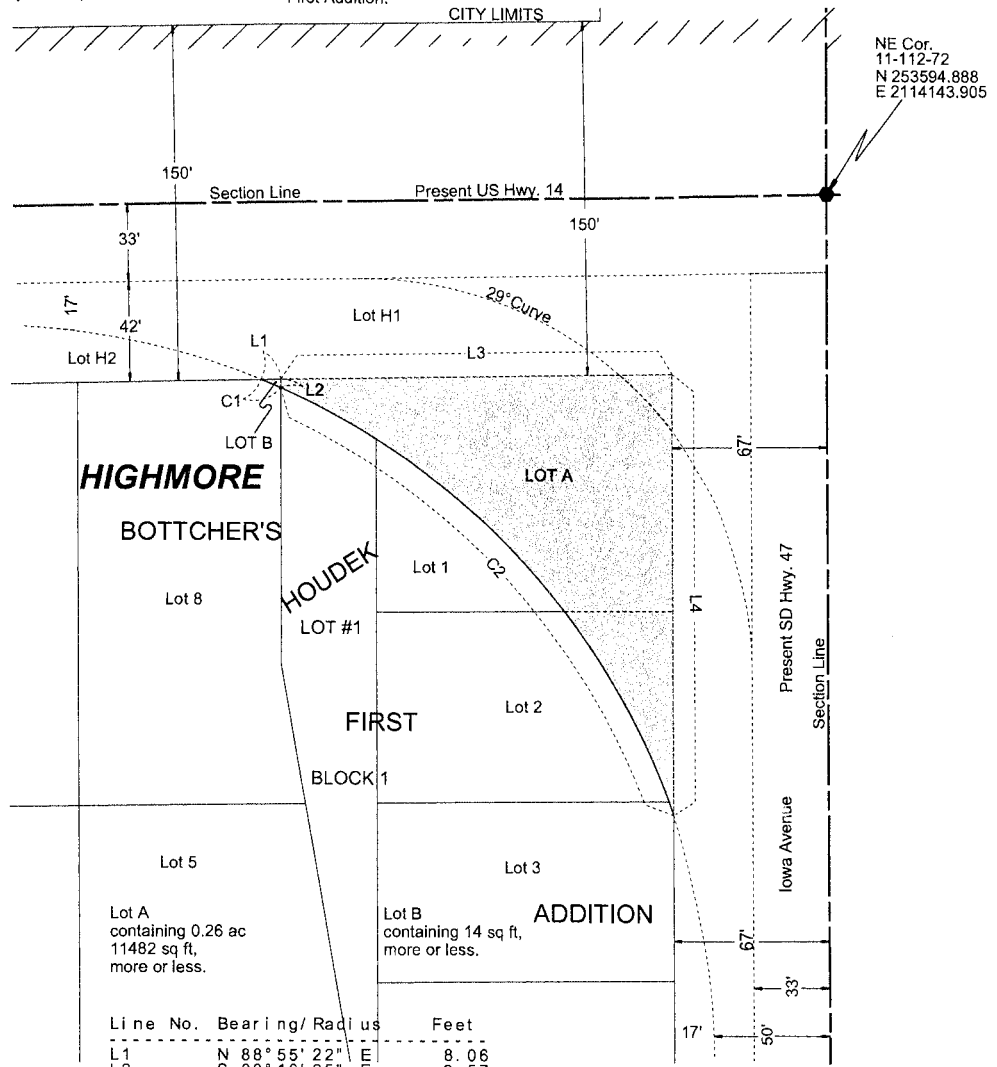 First Addition.
CITY LIMITS
NE Cor.
11-112-72
N 253594.888
E 2114143.905
150'
Section Line
Present US Hwy. 14
150'
33'
29° Curve
17'
42'
Lot H1
L1
L3
Lot H2
C1
L2
LOT B
67'
HIGHMORE
LOT A
BOTTCHER'S
HOUDEK
Lot 1
C2
Lot 8
L4
LOT #1
Present SD Hwy. 47
Section Line
FIRST
Lot 2
BLOCK 1
Iowa Avenue
Lot 5
Lot 3
Lot A
containing 0.26 ac
11482 sq ft,
more or less.
Lot B
containing 14 sq ft,
more or less.
ADDITION
67'
33'
17'
50'
Line No. Bearing/Radius Feet
L1 N 88° 55' 22" E 8.06